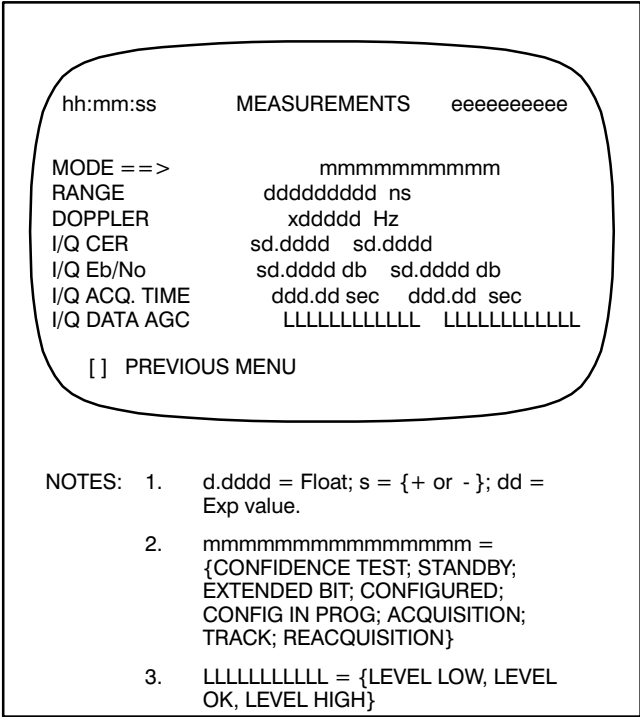 hh:mm:ss MEASUREMENTS eeeeeeeeee
MODE ==> mmmmmmmmmm
RANGE ddddddddd ns
DOPPLER xddddd Hz
I/Q CER sd.dddd sd.dddd
I/Q Eb/No sd.dddd db sd.dddd db
I/Q ACQ. TIME ddd.dd sec ddd.dd sec
I/Q DATA AGC LLLLLLLLLLLL LLLLLLLLLLLL
[ ] PREVIOUS MENU
NOTES: 1. d.dddd = Float; s = {+ or - }; dd =
Exp value.
2. mmmmmmmmmmmmmmm =
{CONFIDENCE TEST; STANDBY;
EXTENDED BIT; CONFIGURED;
CONFIG IN PROG; ACQUISITION;
TRACK; REACQUISITION}
3. LLLLLLLLLLL = {LEVEL LOW, LEVEL
OK, LEVEL HIGH}